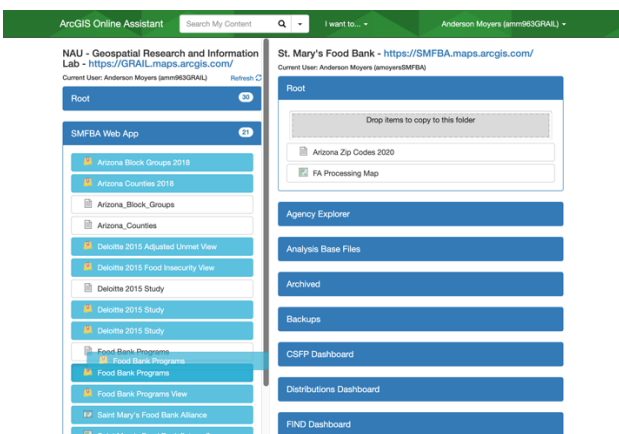 ArcGIS Online Assistant
Search My Content
I want to...
Anderson Moyers (amm963GRAIL)
NAU - Geospatial Research and Information
Lab - https://GRAIL.maps.arcgis.com/
Current User: Anderson Moyers (amm963GRAIL)
Refresh
Root 30
SMFBA Web App 21
Arizona Block Groups 2018
Arizona Counties 2018
Arizona_Block_Groups
Arizona_Counties
Deloitte 2015 Adjusted Unmet View
Deloitte 2015 Food Insecurity View
Deloitte 2015 Study
Deloitte 2015 Study
Deloitte 2015 Study
Food Bank Programs
Food Bank Programs
Food Bank Programs
Food Bank Programs View
Saint Mary's Food Bank Alliance
St. Mary's Food Bank - https://SMFBA.maps.arcgis.com/
Current User: Anderson Moyers (amoyersSMFBA)
Root
Drop items to copy to this folder
Arizona Zip Codes 2020
FA Processing Map
Agency Explorer
Analysis Base Files
Archived
Backups
CSFP Dashboard
Distributions Dashboard
FIND Dashboard